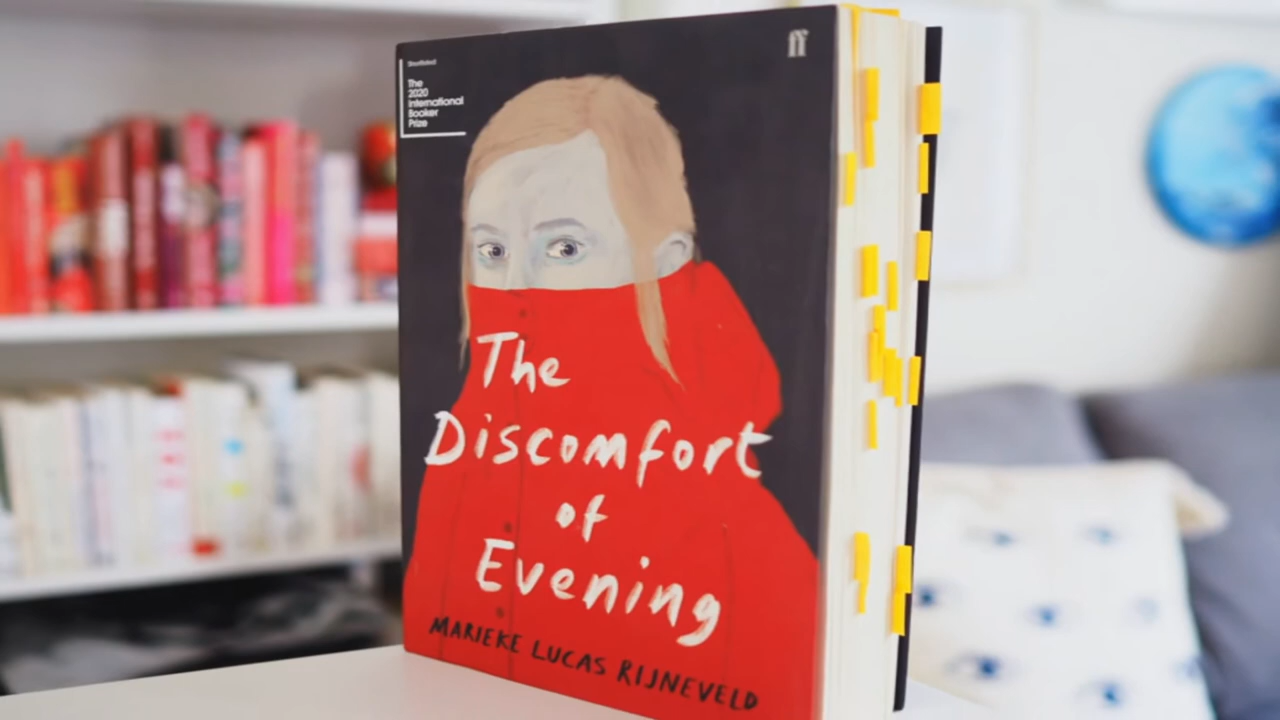 Shortlisted
The
2020
International
Booker
Prize
ff
The
Discomfort
of
Evening
MARIEKE LUCAS RIJNEVELD